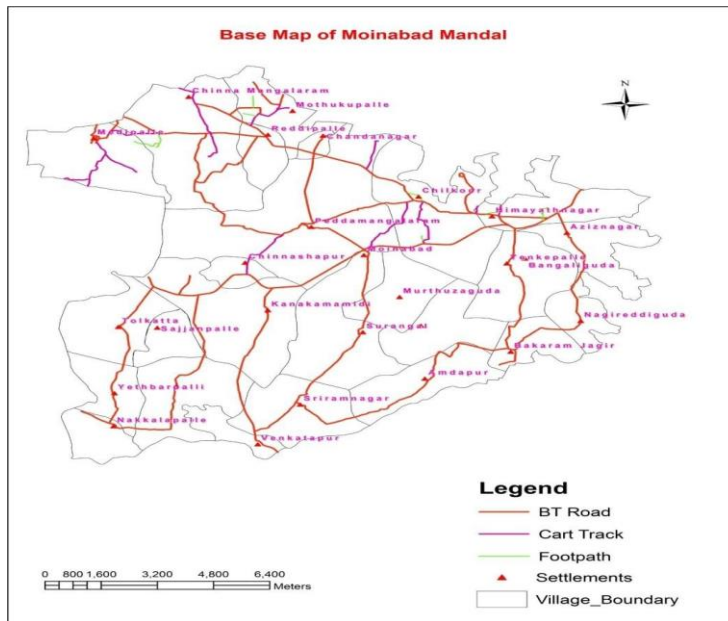 Base Map of Moinabad Mandal
N
Chinna Mangalaram
Mothukupalle
Reddipalle
Chandanagar
Chilkour
Himayathnagar
Aziznagar
Peddamangalaram
Moinabad
Chinnashapur
Yenkepalle
Bangaliguda
Murthuzaguda
Kanakamamidi
Nagireddiguda
Tolkatta
Sajjanpalle
Surangal
Bakaram Jagir
Amdapur
Yethbarpalli
Sriramnagar
Nakkalapalle
Venkatapur
Legend
BT Road
Cart Track
Footpath
Settlements
Village_Boundary
0 800 1,600 3,200 4,800 6,400
Meters